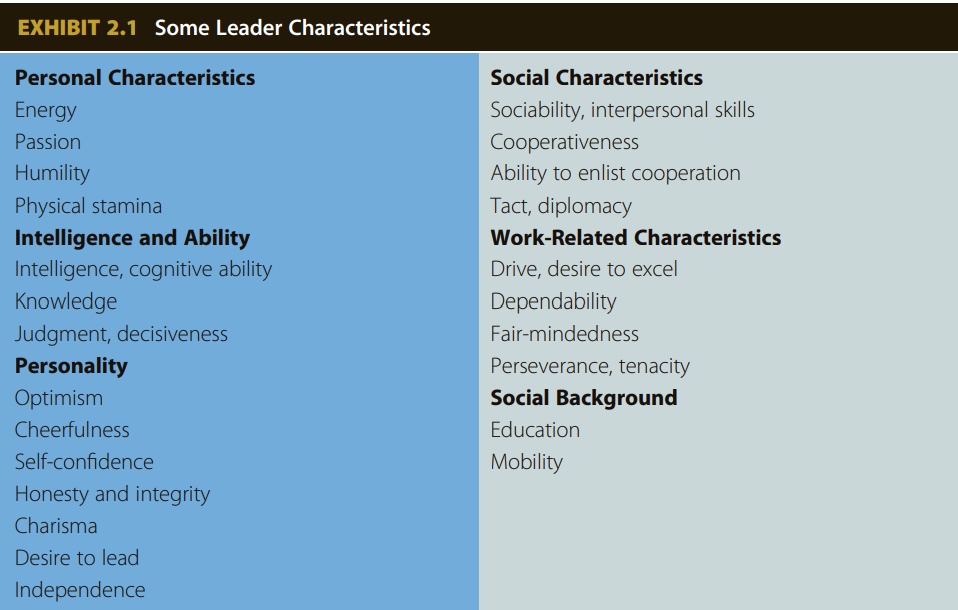 EXHIBIT 2.1 Some Leader Characteristics
Personal Characteristics
Energy
Passion
Humility
Physical stamina
Intelligence and Ability
Intelligence, cognitive ability
Knowledge
Judgment, decisiveness
Personality
Optimism
Cheerfulness
Self-confidence
Honesty and integrity
Charisma
Desire to lead
Independence
Social Characteristics
Sociability, interpersonal skills
Cooperativeness
Ability to enlist cooperation
Tact, diplomacy
Work-Related Characteristics
Drive, desire to excel
Dependability
Fair-mindedness
Perseverance, tenacity
Social Background
Education
Mobility